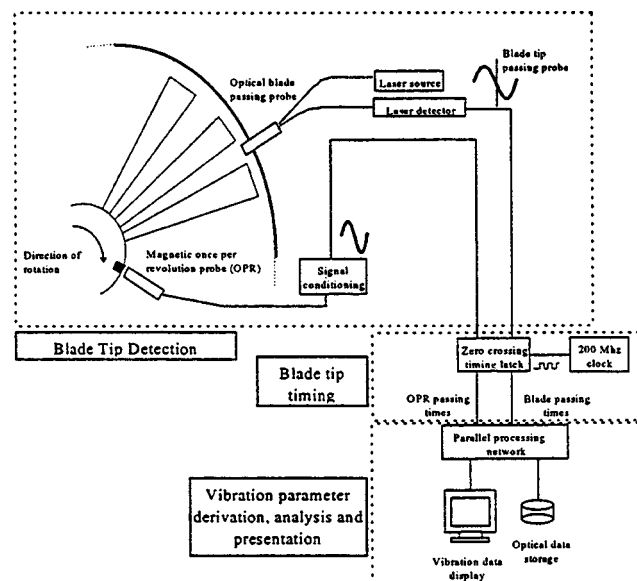 Blade tip
passing probe
Optical blade
passing probe
Laser source
Laser detector
Direction of
rotation
Magnetic once per
revolution probe (OPR)
Signal
conditioning
Blade Tip Detection
Blade tip
timing
Zero crossing
timing latch
200 Mhz
clock
OPR passing
times
Blade passing
times
Parallel processing
network
Vibration parameter
derivation, analysis and
presentation
Vibration data
display
Optical data
storage